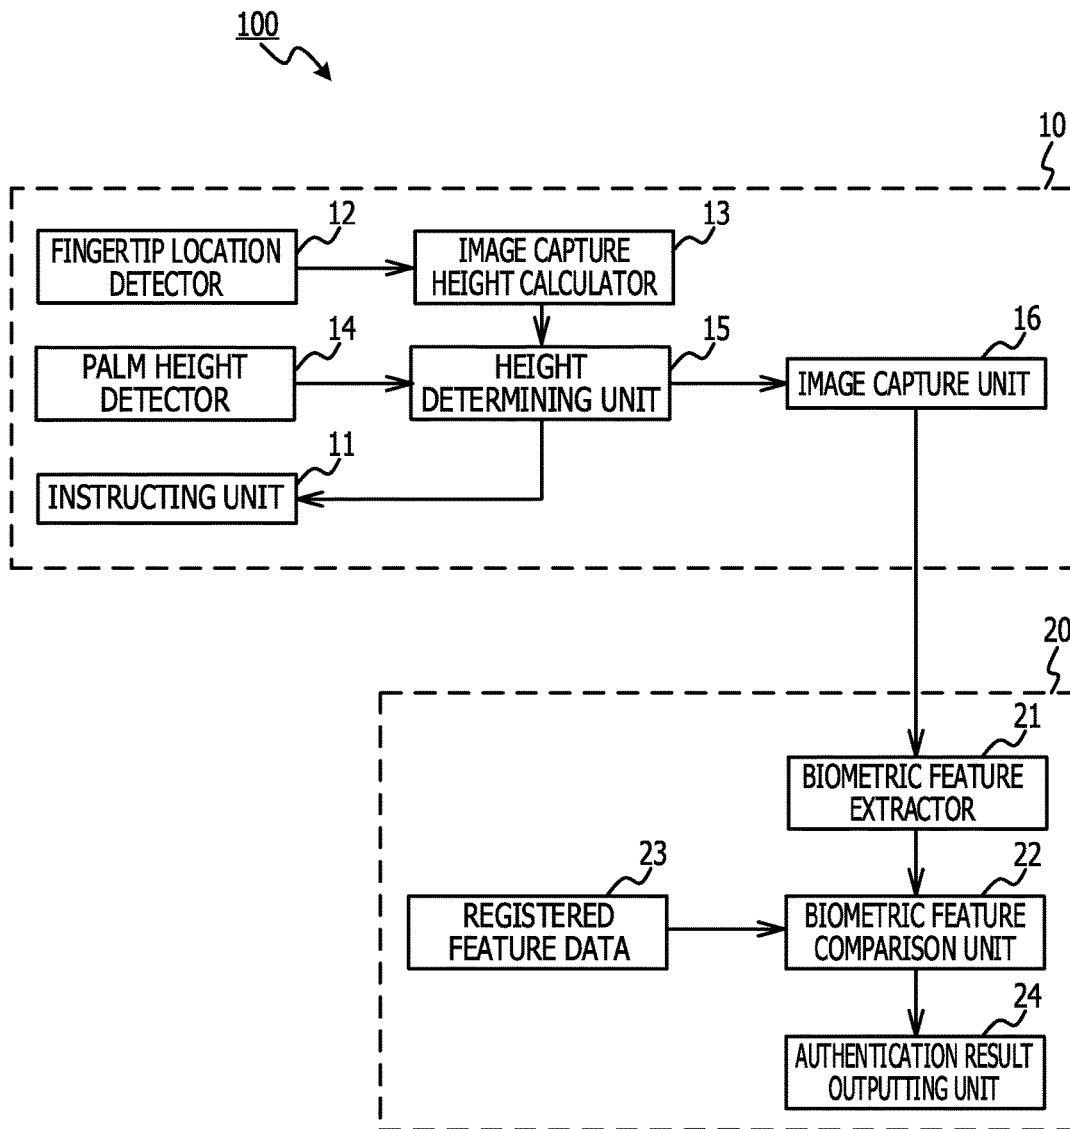 100
10
12
FINGERTIP LOCATION
DETECTOR
13
IMAGE CAPTURE
HEIGHT CALCULATOR
14
PALM HEIGHT
DETECTOR
15
HEIGHT
DETERMINING UNIT
16
IMAGE CAPTURE UNIT
11
INSTRUCTING UNIT
20
21
BIOMETRIC FEATURE
EXTRACTOR
23
REGISTERED
FEATURE DATA
22
BIOMETRIC FEATURE
COMPARISON UNIT
24
AUTHENTICATION RESULT
OUTPUTTING UNIT